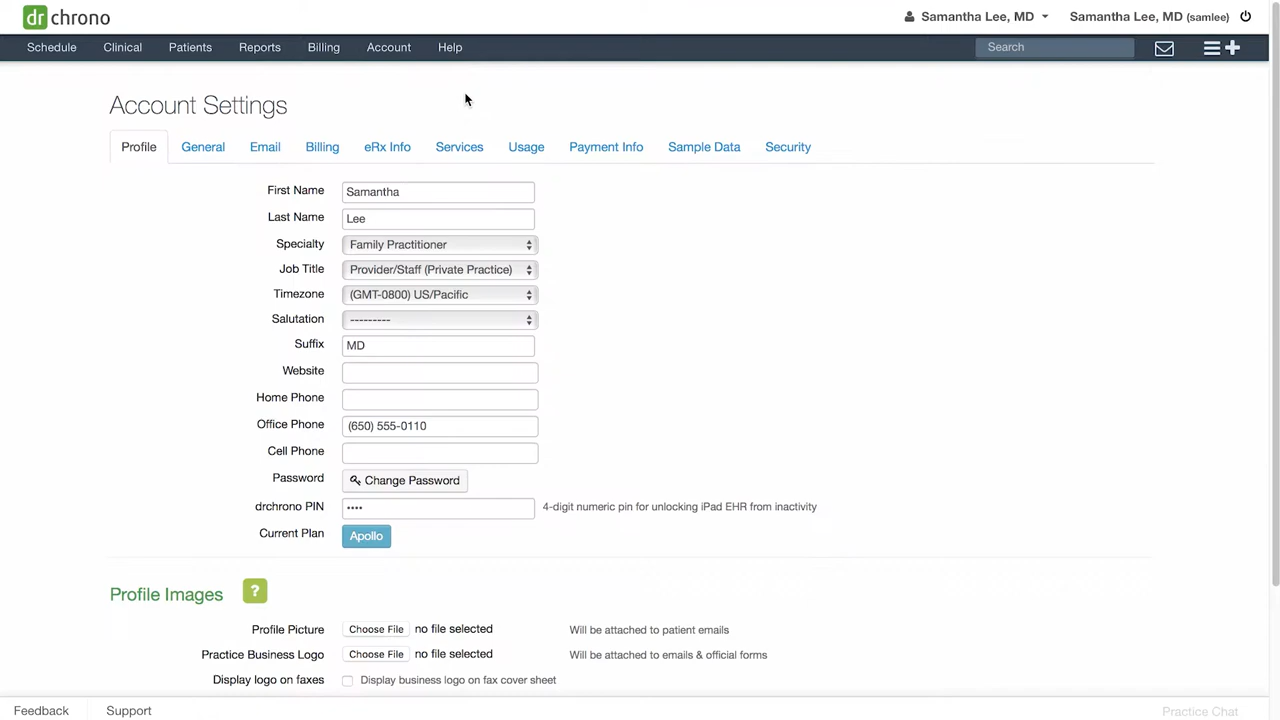 dr chrono
Samantha Lee, MD
Samantha Lee, MD (samlee)
Schedule Clinical Patients Reports Billing Account Help
Search
Account Settings
Profile General Email Billing eRx Info Services Usage Payment Info Sample Data Security
First Name Samantha
Last Name Lee
Specialty Family Practitioner
Job Title Provider/Staff (Private Practice)
Timezone (GMT-0800) US/Pacific
Salutation ---------
Suffix MD
Website
Home Phone
Office Phone (650) 555-0110
Cell Phone
Password Change Password
drchrono PIN •••• 4-digit numeric pin for unlocking iPad EHR from inactivity
Current Plan Apollo
Profile Images ?
Profile Picture Choose File no file selected Will be attached to patient emails
Practice Business Logo Choose File no file selected Will be attached to emails & official forms
Display logo on faxes Display business logo on fax cover sheet
Feedback Support Practice Chat